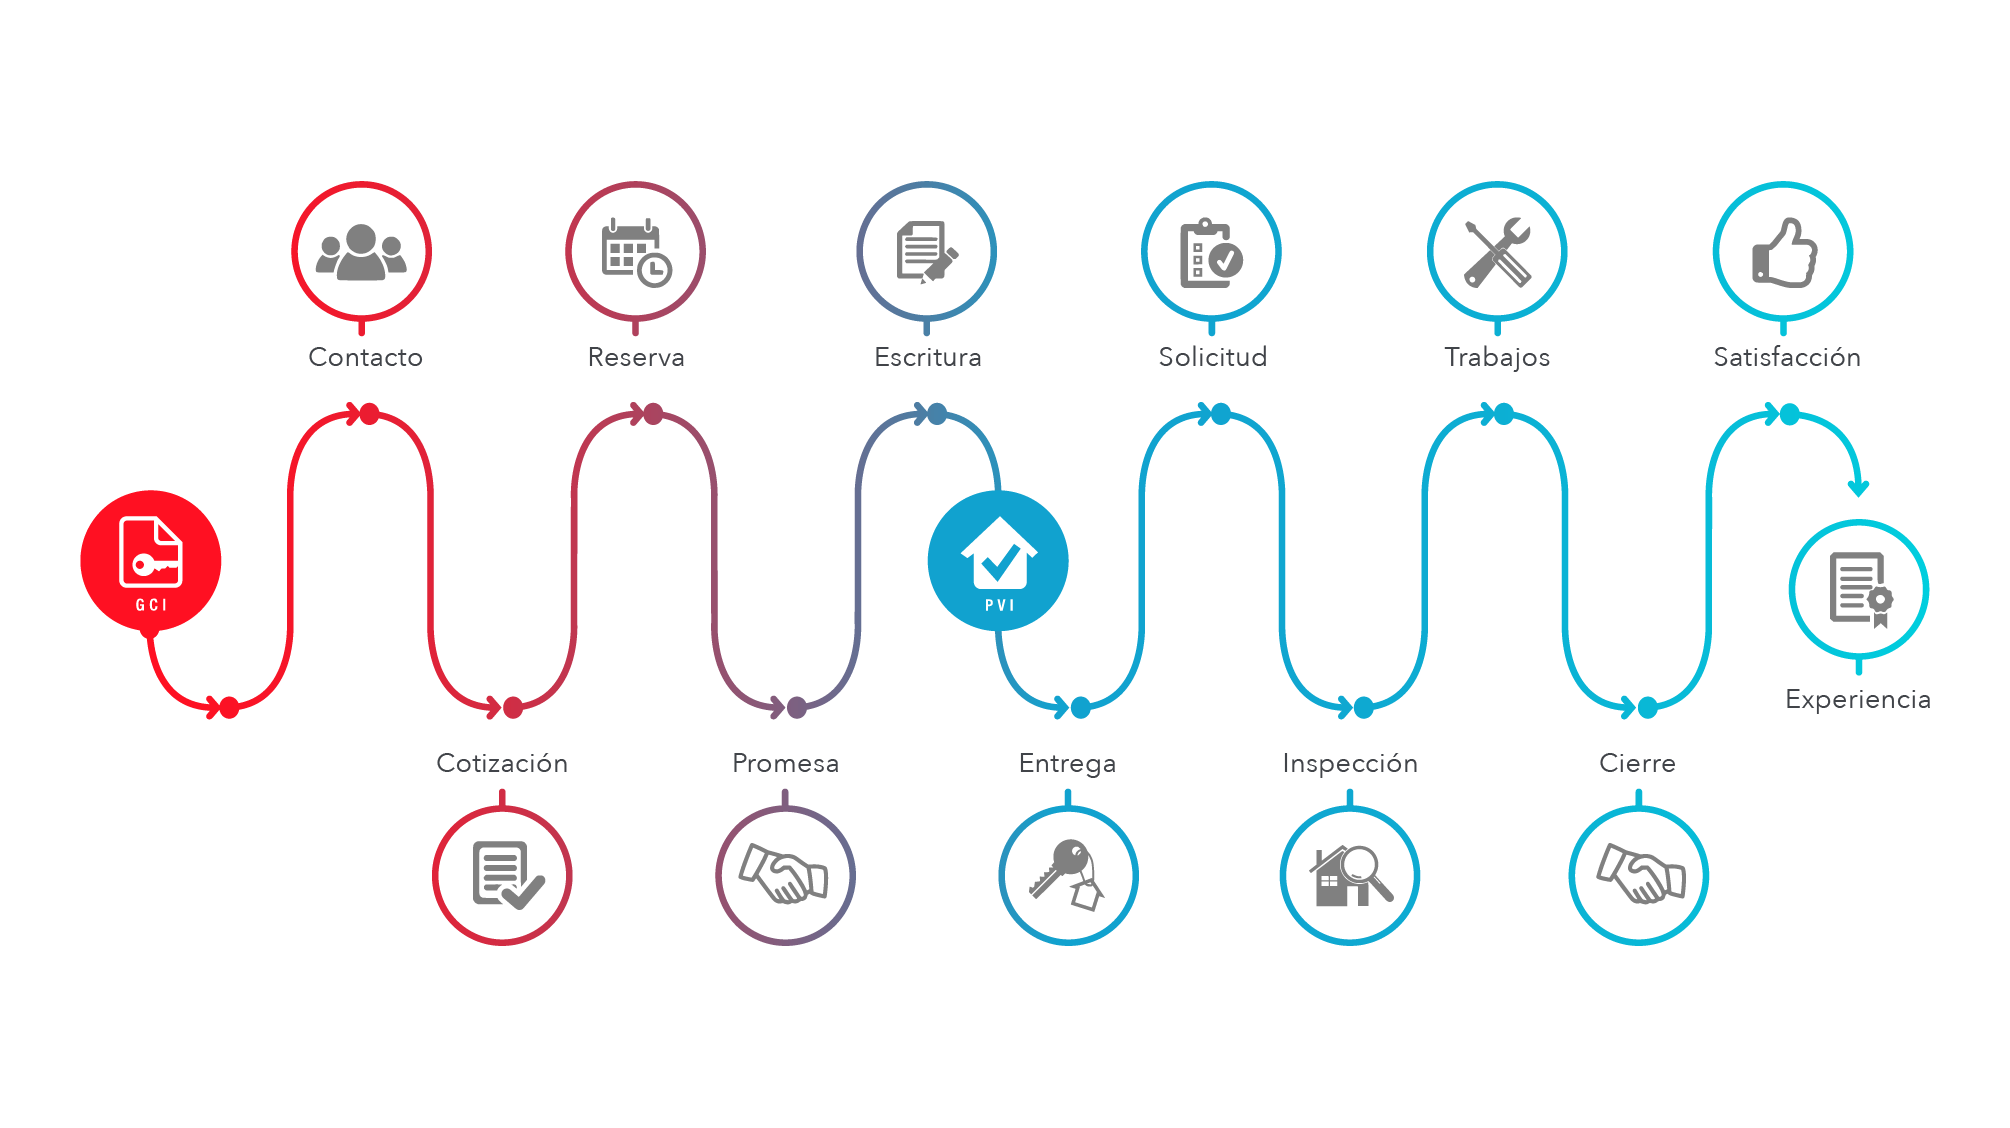 Contacto
Reserva
Escritura
Solicitud
Trabajos
Satisfacción
GCI
PVI
Experiencia
Cotización
Promesa
Entrega
Inspección
Cierre